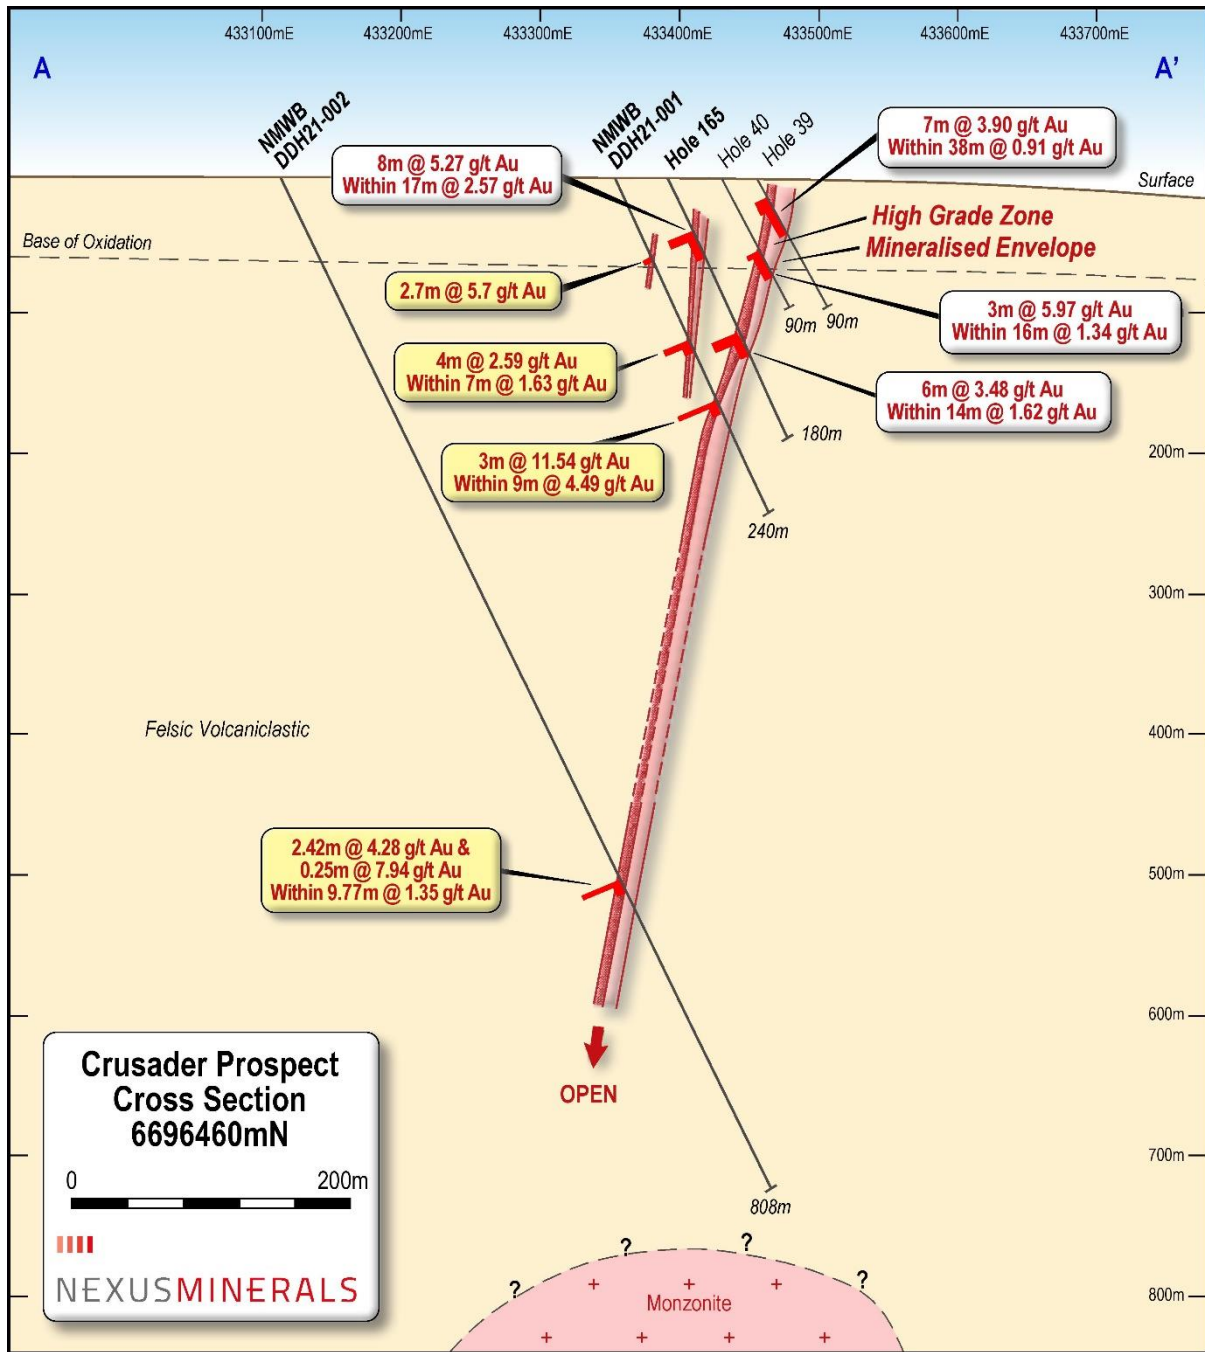 433100mE
433200mE
433300mE
433400mE
433500mE
433600mE
433700mE
A
A'
NMWB
DDH21-002
NMWB
DDH21-001
Hole 165
Hole 40
Hole 39
7m @ 3.90 g/t Au
Within 38m @ 0.91 g/t Au
8m @ 5.27 g/t Au
Within 17m @ 2.57 g/t Au
Surface
High Grade Zone
Mineralised Envelope
Base of Oxidation
2.7m @ 5.7 g/t Au
90m
90m
3m @ 5.97 g/t Au
Within 16m @ 1.34 g/t Au
4m @ 2.59 g/t Au
Within 7m @ 1.63 g/t Au
6m @ 3.48 g/t Au
Within 14m @ 1.62 g/t Au
180m
3m @ 11.54 g/t Au
Within 9m @ 4.49 g/t Au
200m
240m
300m
Felsic Volcaniclastic
400m
2.42m @ 4.28 g/t Au &
0.25m @ 7.94 g/t Au
Within 9.77m @ 1.35 g/t Au
500m
600m
OPEN
Crusader Prospect
Cross Section
6696460mN
0 200m
NEXUSMINERALS
700m
808m
? ? ? ?
Monzonite
800m